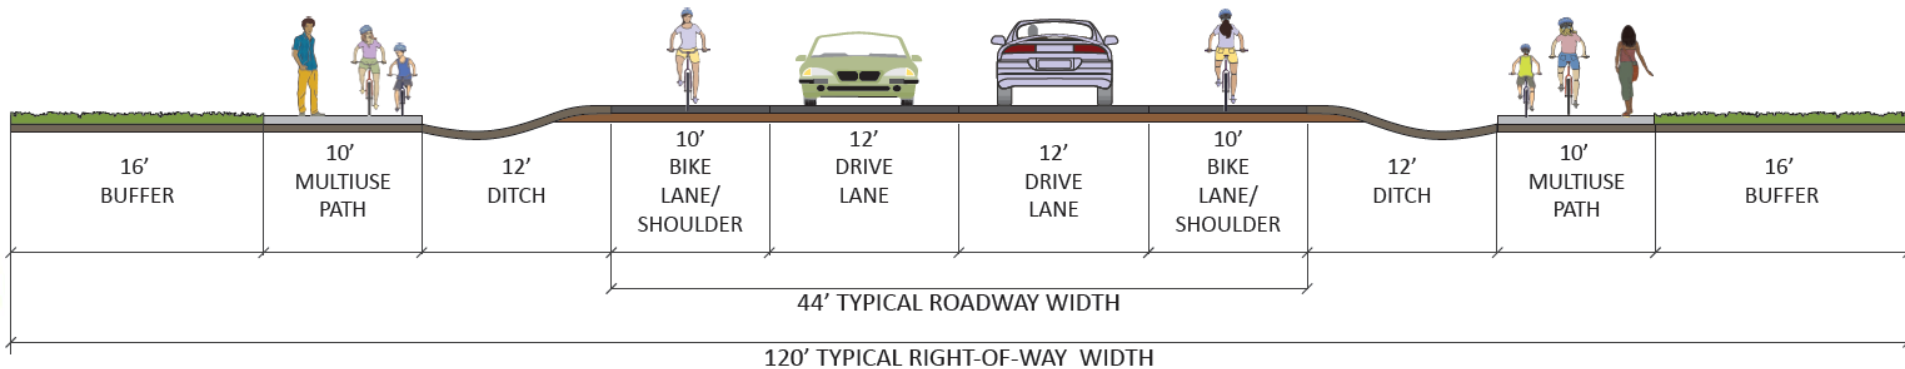 16’
BUFFER
10’
MULTIUSE
PATH
12’
DITCH
10’
BIKE
LANE/
SHOULDER
12’
DRIVE
LANE
12’
DRIVE
LANE
10’
BIKE
LANE/
SHOULDER
12’
DITCH
10’
MULTIUSE
PATH
16’
BUFFER
44’ TYPICAL ROADWAY WIDTH
120’ TYPICAL RIGHT-OF-WAY WIDTH